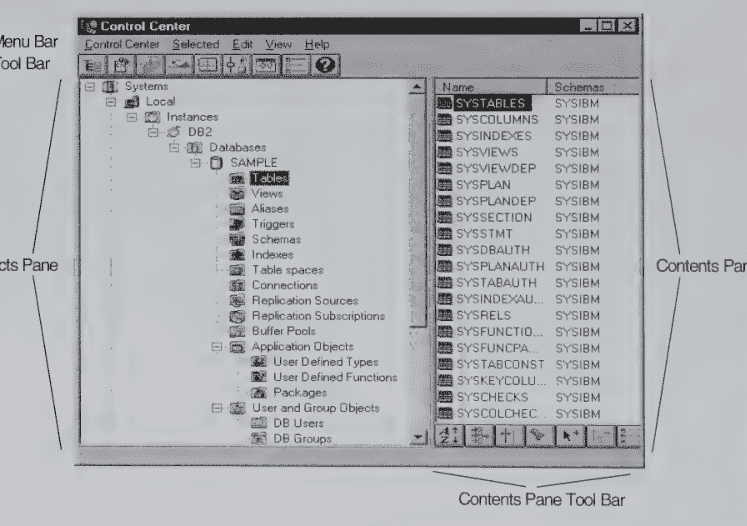 Control Center
Menu Bar
Control Center Selected Edit View Help
Tool Bar
Systems
Local
Instances
DB2
Databases
SAMPLE
Tables
Views
Aliases
Triggers
Schemas
Indexes
Table spaces
Connections
Replication Sources
Replication Subscriptions
Buffer Pools
Application Objects
User Defined Types
User Defined Functions
Packages
User and Group Objects
DB Users
DB Groups
Name Schemas
SYSTABLES SYSIBM
SYSCOLUMNS SYSIBM
SYSINDEXES SYSIBM
SYSVIEWS SYSIBM
SYSVIEWDEP SYSIBM
SYSPLAN SYSIBM
SYSPLANDEP SYSIBM
SYSSECTION SYSIBM
SYSSTMT SYSIBM
SYSDBAUTH SYSIBM
SYSPLANAUTH SYSIBM
SYSTABAUTH SYSIBM
SYSINDEXAU... SYSIBM
SYSRELS SYSIBM
SYSFUNCTIO... SYSIBM
SYSFUNCPA... SYSIBM
SYSTABCONST SYSIBM
SYSKEYCOLU... SYSIBM
SYSCHECKS SYSIBM
SYSCOLCHEC... SYSIBM
cts Pane
Contents Pan
Contents Pane Tool Bar